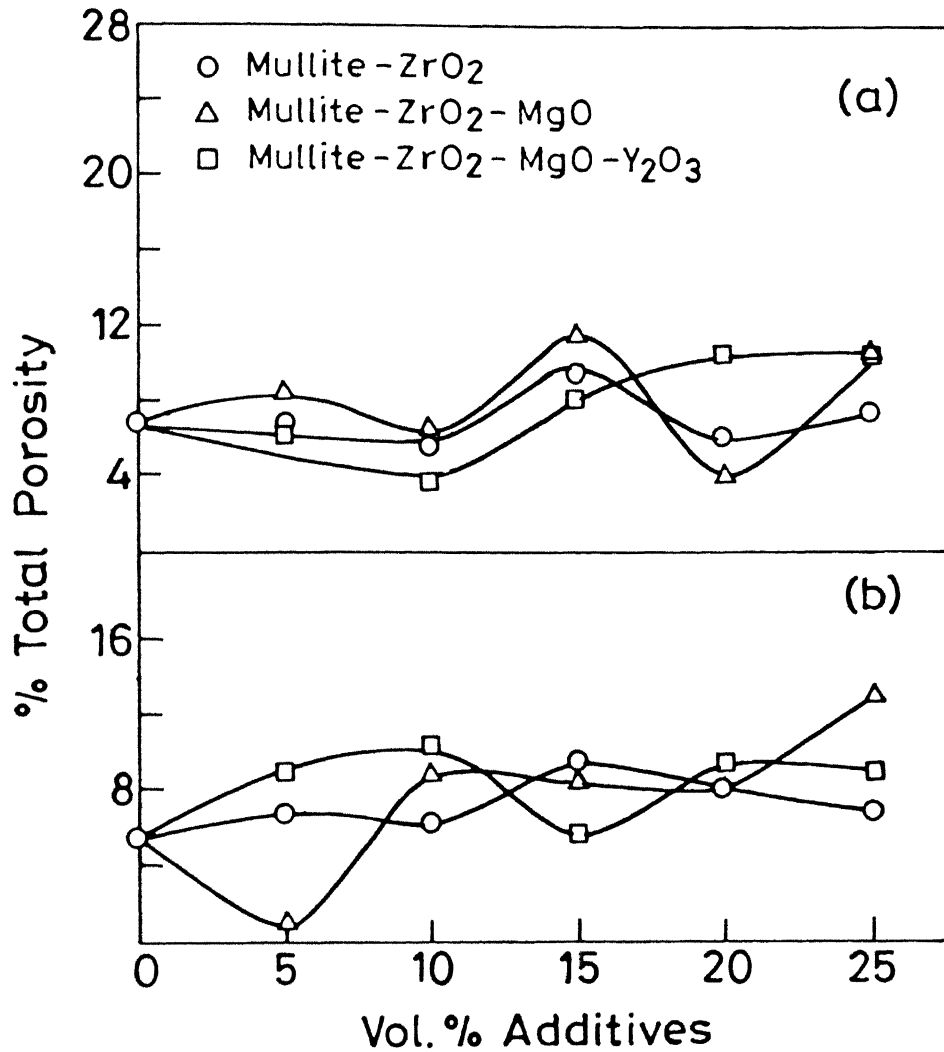 28
Mullite-ZrO2
(a)
Mullite-ZrO2-MgO
Mullite-ZrO2-MgO-Y2O3
20
12
4
% Total Porosity
(b)
16
8
0 5 10 15 20 25
Vol.% Additives